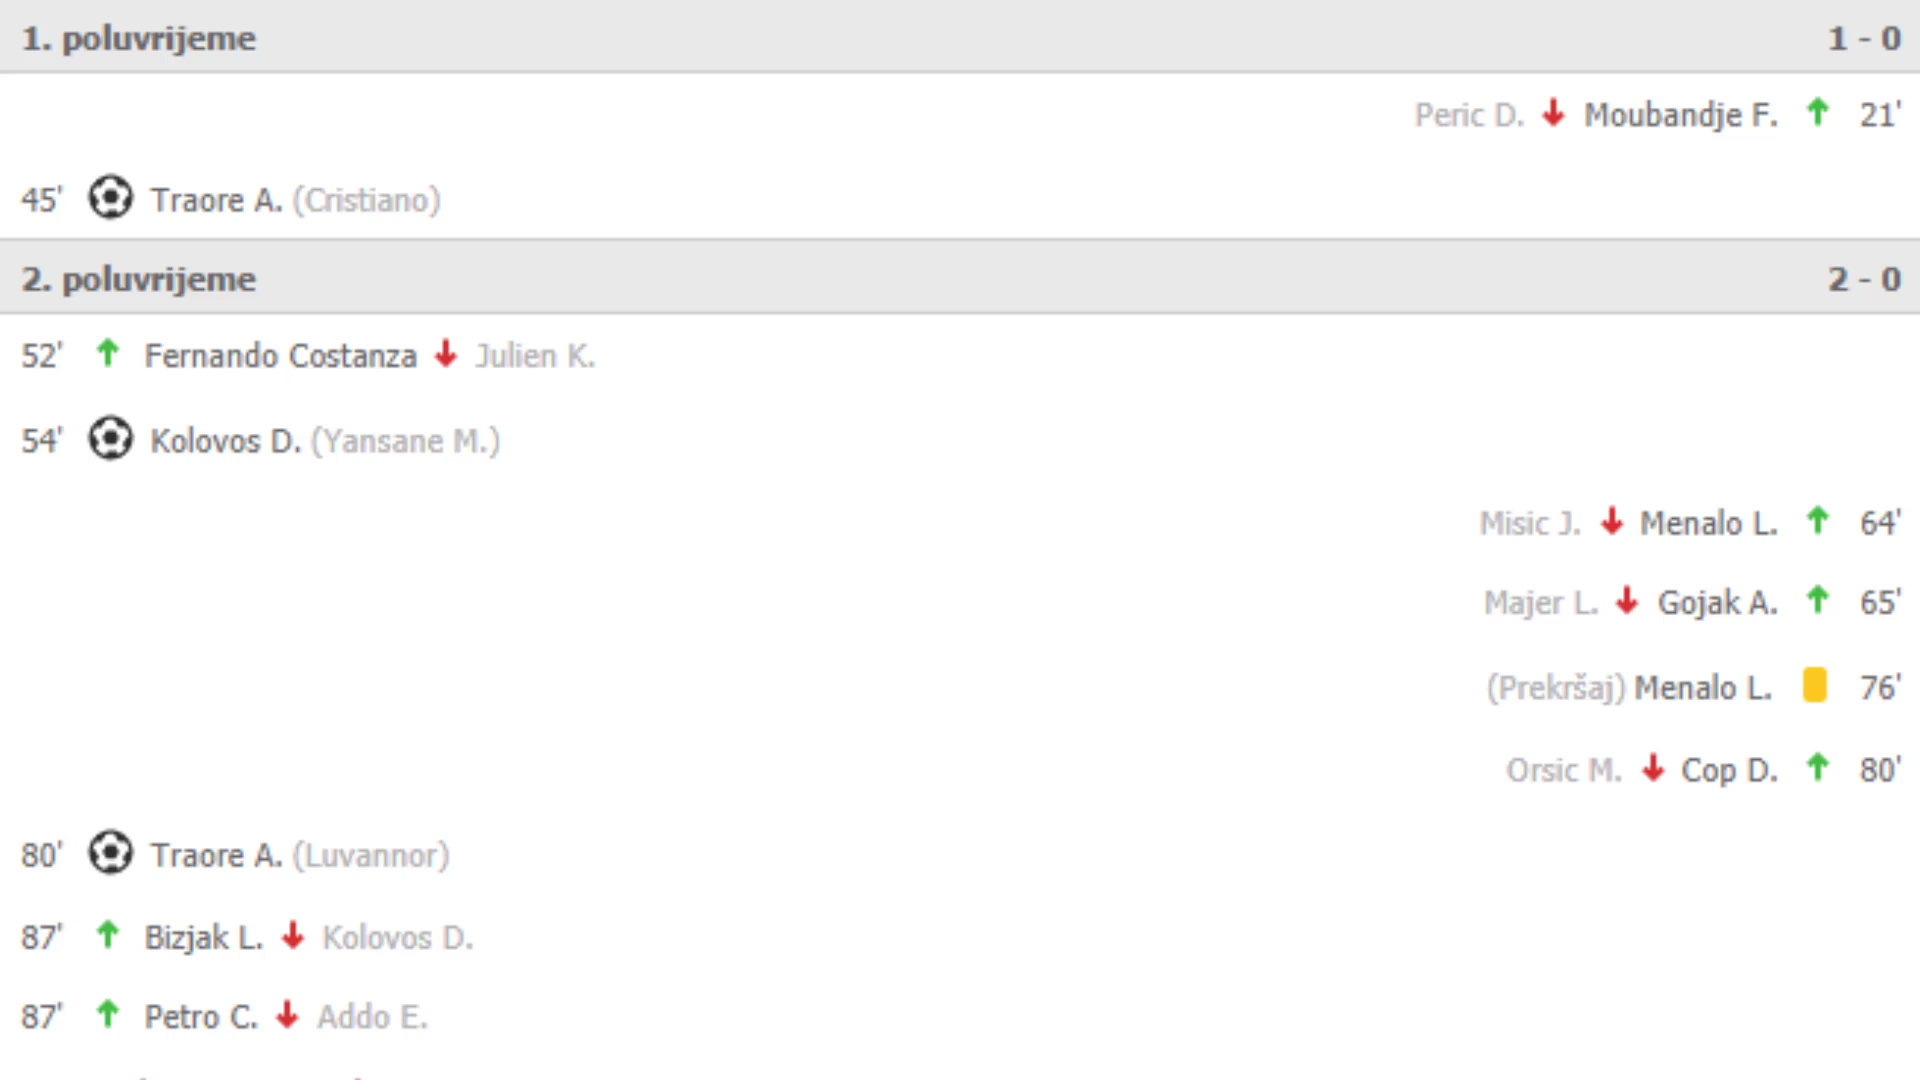 1. poluvrijeme 1 - 0
Peric D. Moubandje F. 21'
45' Traore A. (Cristiano)
2. poluvrijeme 2 - 0
52' Fernando Costanza Julien K.
54' Kolovos D. (Yansane M.)
Misic J. Menalo L. 64'
Majer L. Gojak A. 65'
(Prekršaj) Menalo L. 76'
Orsic M. Cop D. 80'
80' Traore A. (Luvannor)
87' Bizjak L. Kolovos D.
87' Petro C. Addo E.